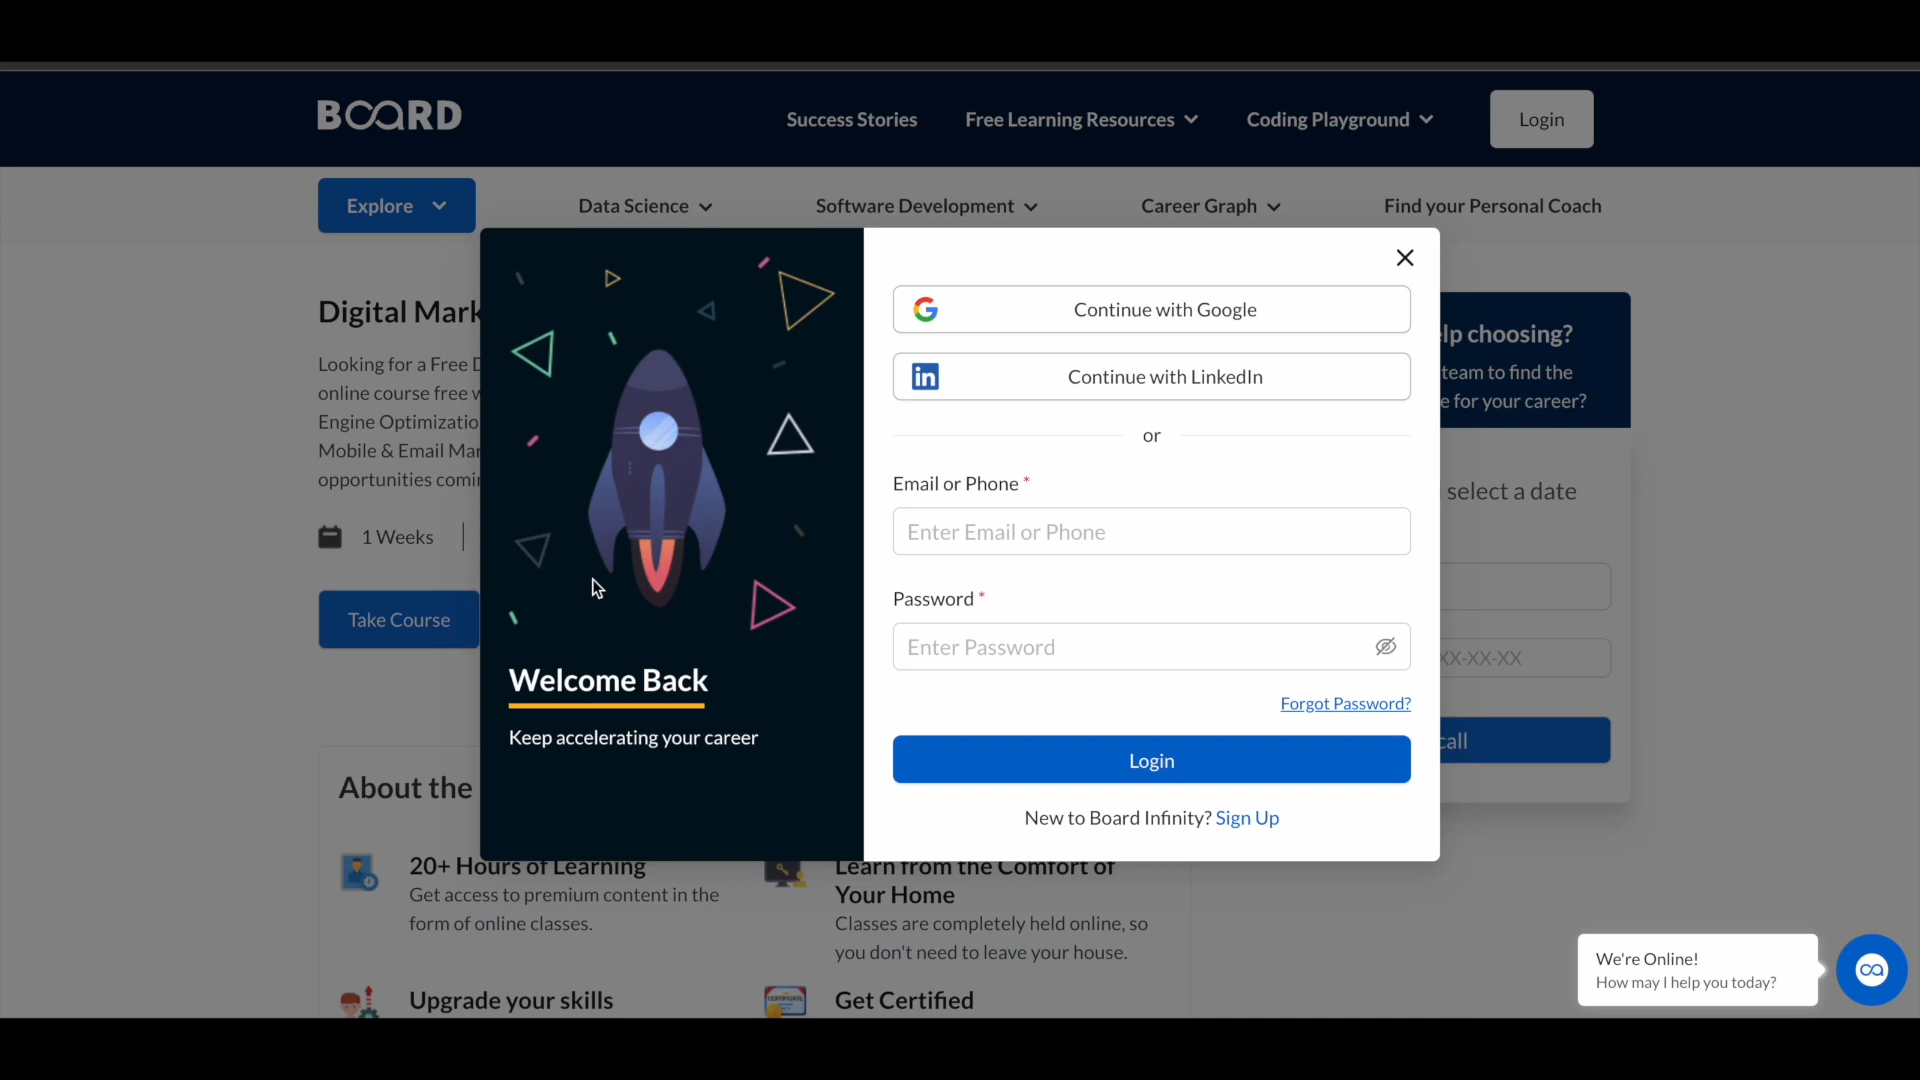 BOARD
Success Stories
Free Learning Resources
Coding Playground
Login
Explore
Data Science
Software Development
Career Graph
Find your Personal Coach
Digital Mark
Looking for a Free D
online course free w
Engine Optimizatio
Mobile & Email Mar
opportunities comin
1 Weeks
Take Course
Welcome Back
Keep accelerating your career
Continue with Google
in
Continue with LinkedIn
or
Email or Phone *
Enter Email or Phone
Password *
Enter Password
Forgot Password?
Login
New to Board Infinity? Sign Up
lp choosing?
team to find the
e for your career?
select a date
XX-XX-XX
call
About the
20+ Hours of Learning
Get access to premium content in the
form of online classes.
Learn from the Comfort of
Your Home
Classes are completely held online, so
you don't need to leave your house.
Upgrade your skills
CERTIFICATE
Get Certified
We're Online!
How may I help you today?